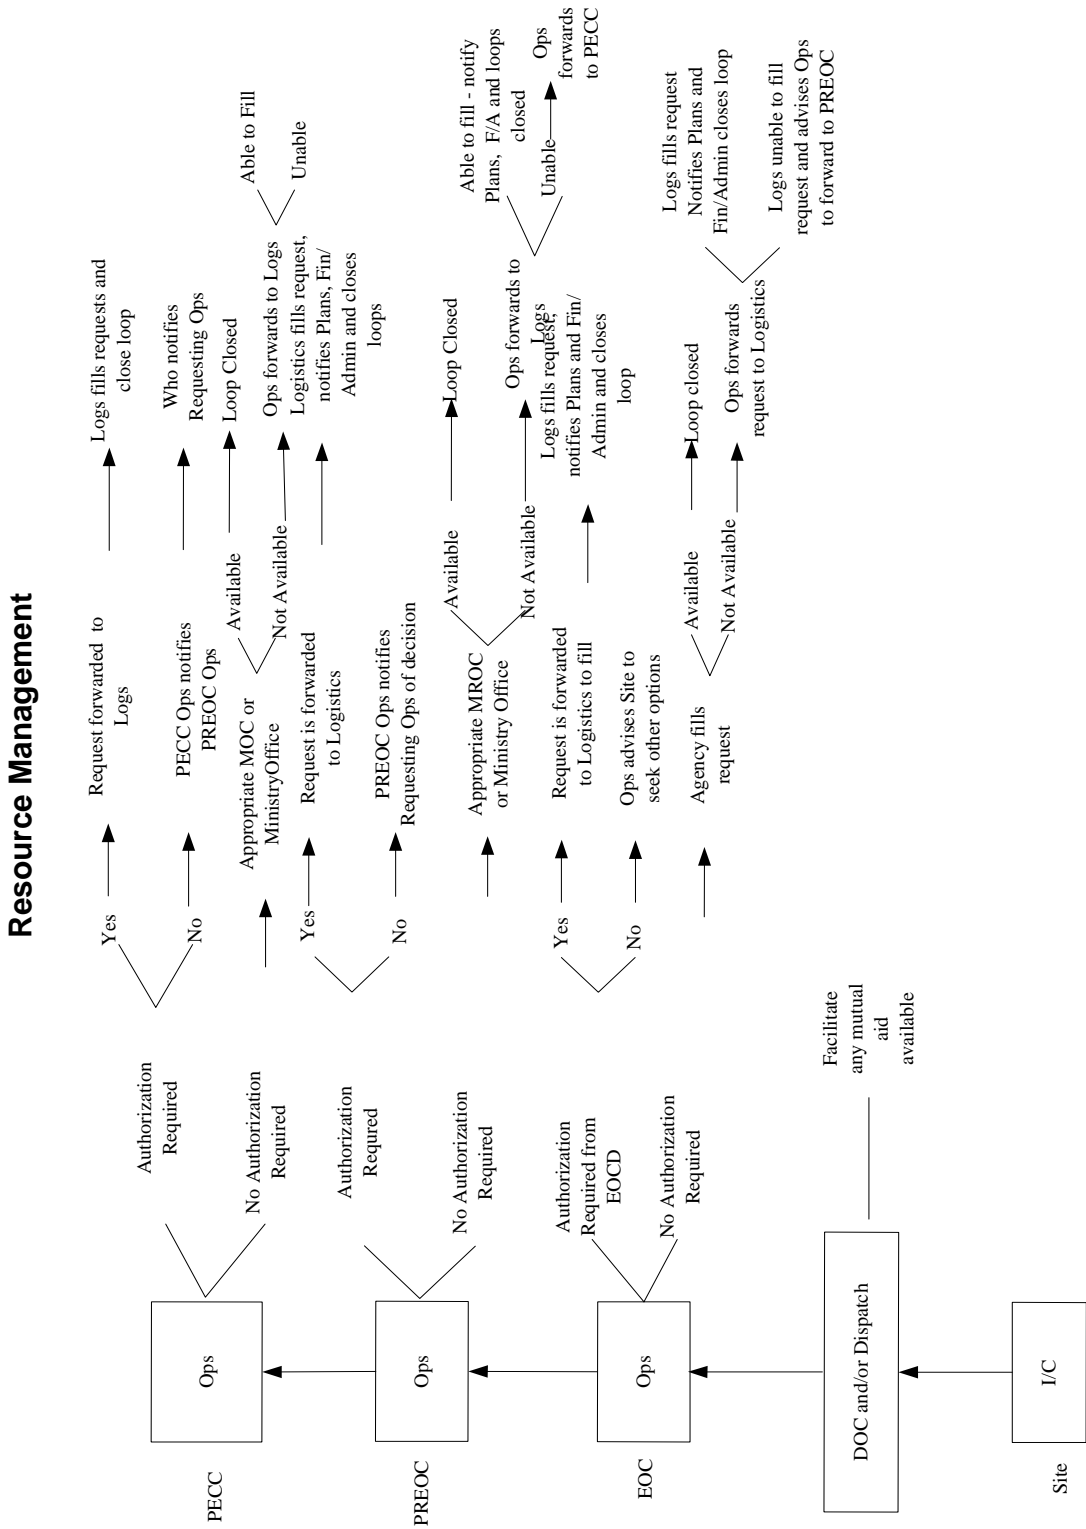 Resource Management
PECC
Ops
Authorization
Required
No Authorization
Required
Yes
No
Request forwarded to
Logs
Logs fills requests and
close loop
PECC Ops notifies
PREOC Ops
Who notifies
Requesting Ops
Appropriate MOC or
MinistryOffice
Available
Not Available
Loop Closed
Ops forwards to Logs
Able to Fill
Unable
PREOC
Ops
Authorization
Requred
No Authorization
Required
Yes
No
Request is forwarded
to Logistics
Logistics fills request,
notifies Plans, Fin/
Admin and closes
loops
PREOC Ops notifies
Requesting Ops of decision
Appropriate MROC
or Ministry Office
Available
Not Available
Loop Closed
Ops forwards to
Logs
Able to fill - notify
Plans, F/A and loops
closed
Unable
Ops
forwards
to PECC
EOC
Ops
Authorization
Required from
EOCD
No Authorization
Required
Yes
No
Request is forwarded
to Logistics to fill
Logs fills request,
notifies Plans and Fin/
Admin and closes
loop
Ops advises Site to
seek other options
Agency fills
request
Available
Not Available
Loop closed
Ops forwards
request to Logistics
Logs fills request
Notifies Plans and
Fin/Admin closes loop
Logs unable to fill
request and advises Ops
to forward to PREOC
DOC and/or Dispatch
Facilitate
any mutual
aid
available
Site
I/C